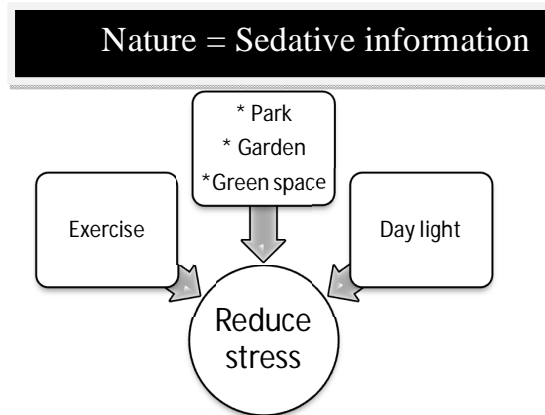 Nature = Sedative information
* Park
* Garden
*Green space
Exercise
Day light
Reduce
stress